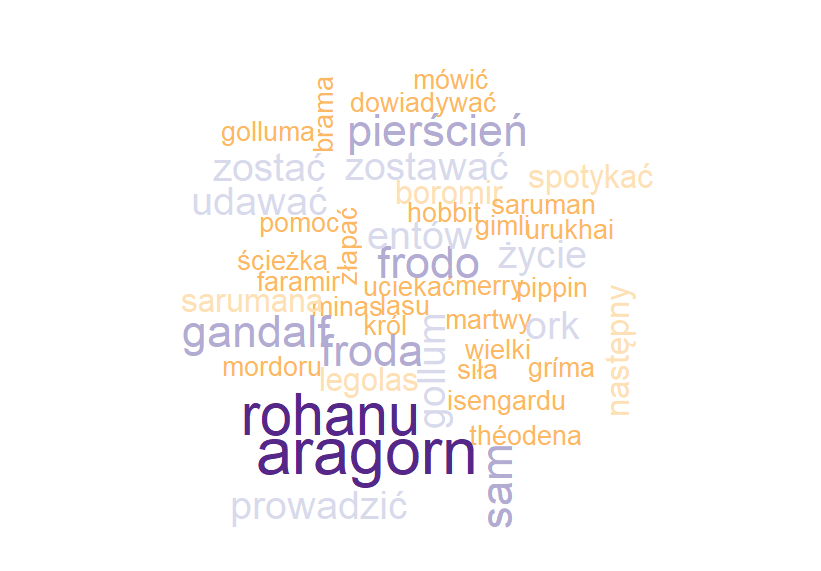 mówić
dowiadywać
brama
golluma
pierścień
zostać
zostawać
spotykać
udawać
boromir
hobbit
saruman
pomoc
złapać
entów
gimli
urukhai
życie
ścieżka
frodo
faramir
uciekać
merry
pippin
sarumana
minas
lasu
król
martwy
ork
gandalf
froda
gollum
wielki
następny
mordoru
legolas
siła
gríma
rohanu
isengardu
aragorn
théodena
sam
prowadzić